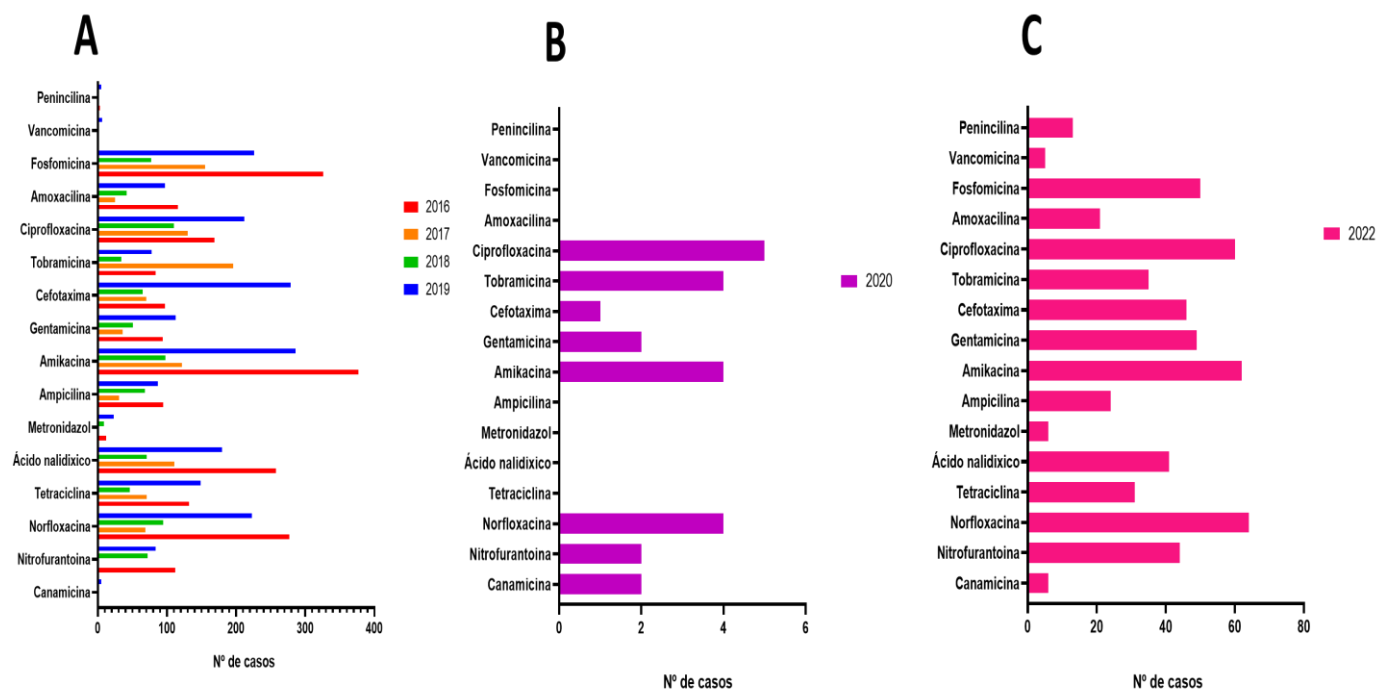 A
Penincilina
Vancomicina
Fosfomicina
Amoxacilina
Ciprofloxacina
Tobramicina
Cefotaxima
Gentamicina
Amikacina
Ampicilina
Metronidazol
Ácido nalidixico
Tetraciclina
Norfloxacina
Nitrofurantoina
Canamicina
0 100 200 300 400
Nº de casos
2016
2017
2018
2019
B
Penincilina
Vancomicina
Fosfomicina
Amoxacilina
Ciprofloxacina
Tobramicina
Cefotaxima
Gentamicina
Amikacina
Ampicilina
Metronidazol
Ácido nalidixico
Tetraciclina
Norfloxacina
Nitrofurantoina
Canamicina
0 2 4 6
Nº de casos
2020
C
Penincilina
Vancomicina
Fosfomicina
Amoxacilina
Ciprofloxacina
Tobramicina
Cefotaxima
Gentamicina
Amikacina
Ampicilina
Metronidazol
Ácido nalidixico
Tetraciclina
Norfloxacina
Nitrofurantoina
Canamicina
0 20 40 60 80
Nº de casos
2022